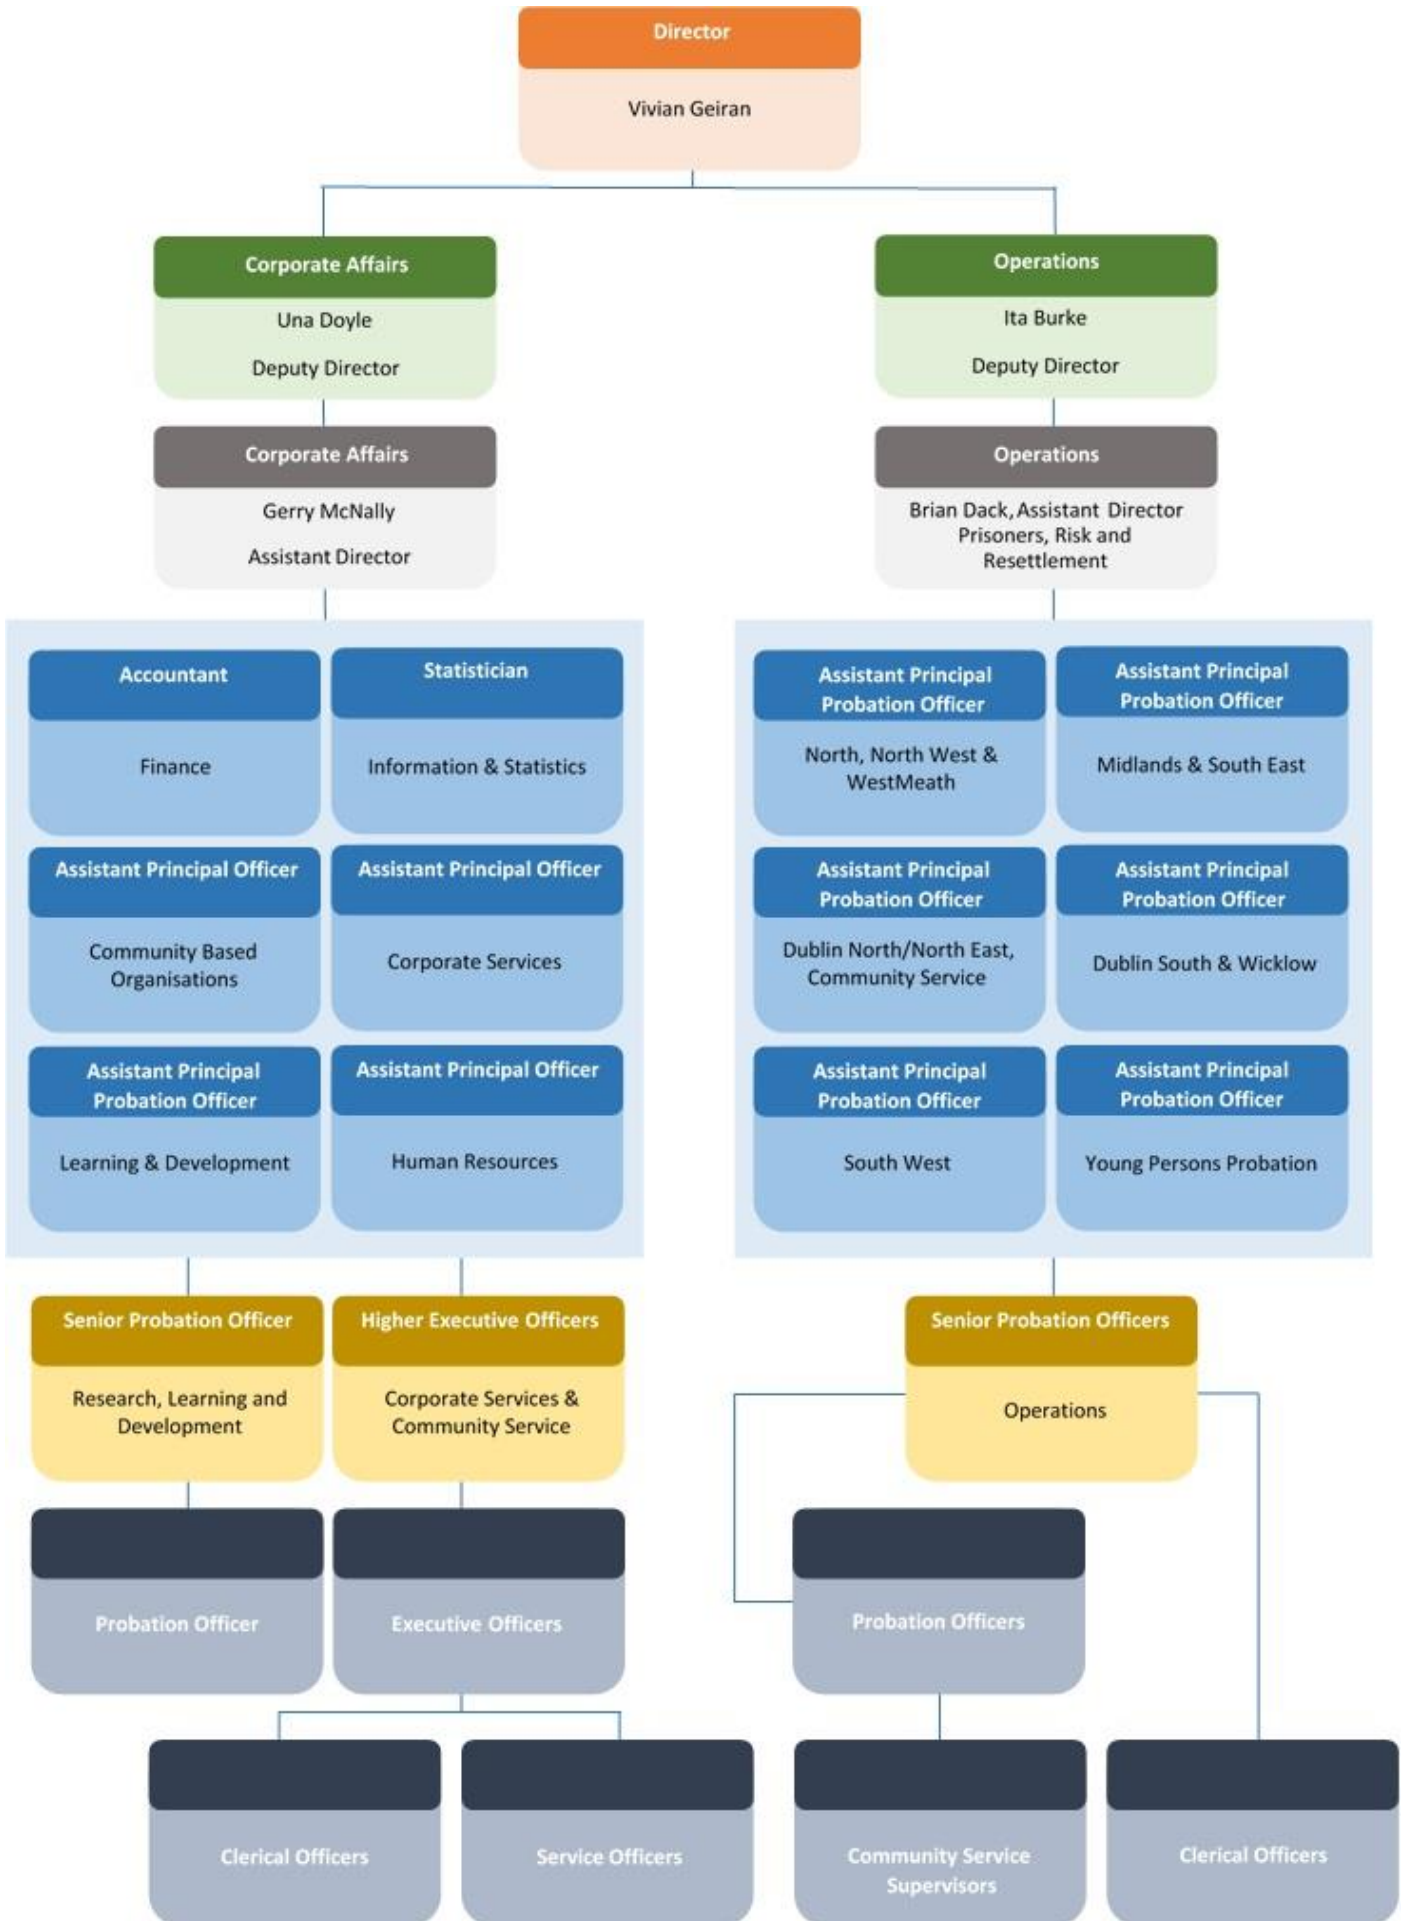 Director
Vivian Geiran
Corporate Affairs
Una Doyle
Deputy Director
Operations
Ita Burke
Deputy Director
Corporate Affairs
Gerry McNally
Assistant Director
Operations
Brian Dack, Assistant Director
Prisoners, Risk and
Resettlement
Accountant
Finance
Statistician
Information & Statistics
Assistant Principal Officer
Community Based
Organisations
Assistant Principal Officer
Corporate Services
Assistant Principal
Probation Officer
Learning & Development
Assistant Principal Officer
Human Resources
Assistant Principal
Probation Officer
North, North West &
WestMeath
Assistant Principal
Probation Officer
Midlands & South East
Assistant Principal
Probation Officer
Dublin North/North East,
Community Service
Assistant Principal
Probation Officer
Dublin South & Wicklow
Assistant Principal
Probation Officer
South West
Assistant Principal
Probation Officer
Young Persons Probation
Senior Probation Officer
Research, Learning and
Development
Higher Executive Officers
Corporate Services &
Community Service
Senior Probation Officers
Operations
Probation Officer
Executive Officers
Probation Officers
Clerical Officers
Service Officers
Community Service
Supervisors
Clerical Officers